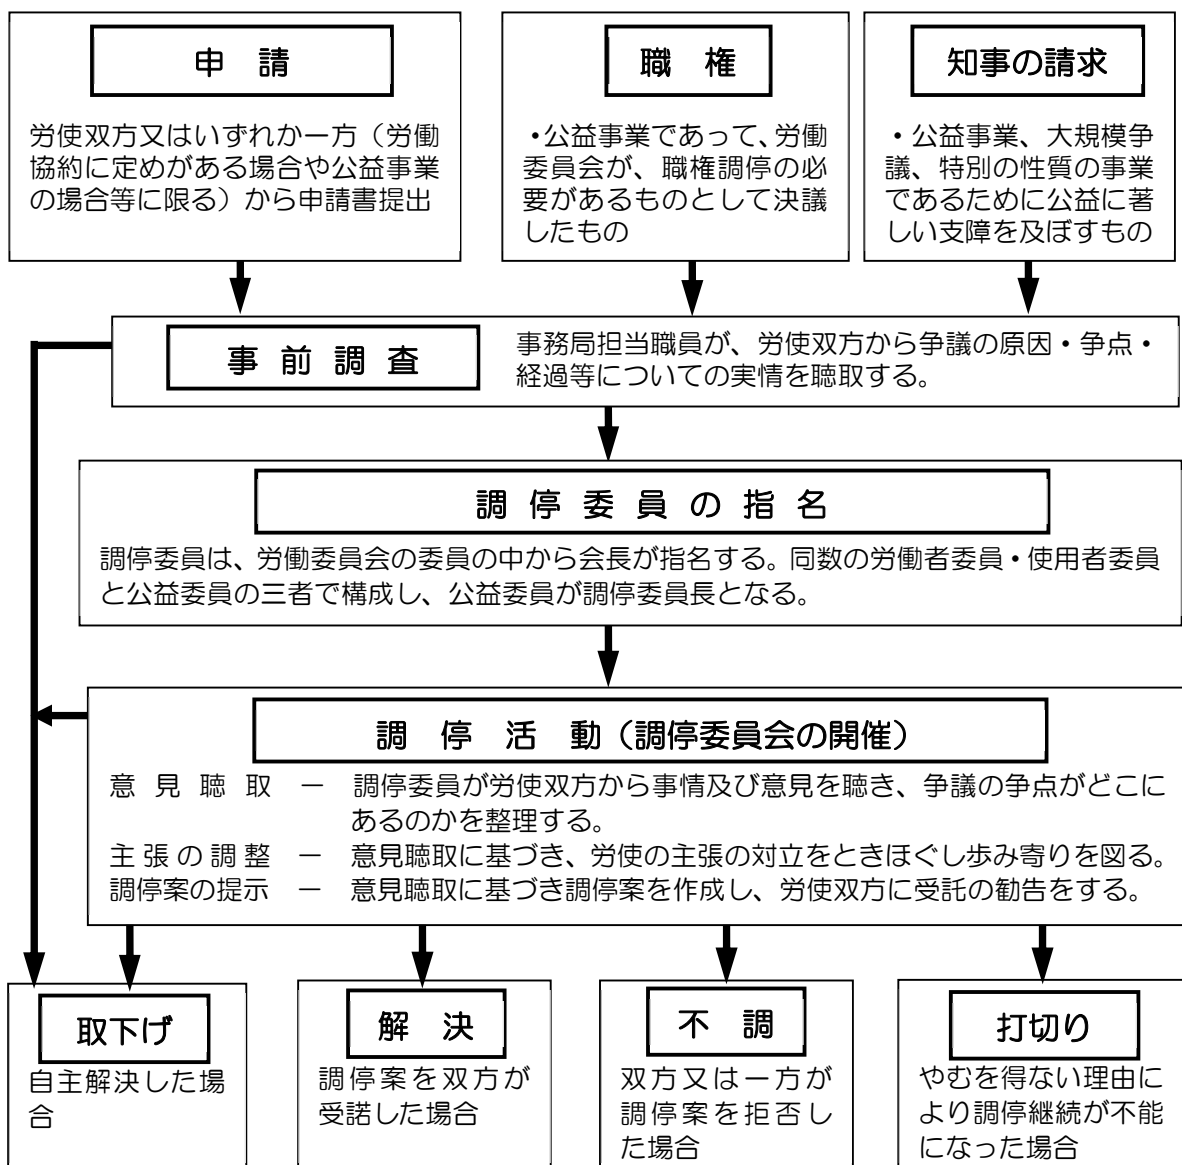 申 請
労使双方又はいずれか一方（労働
協約に定めがある場合や公益事業
の場合等に限る）から申請書提出
職 権
・公益事業であって、労働
委員会が、職権調停の必
要があるものとして決議
したもの
知事の請求
・公益事業、大規模争
議、特別の性質の事業
であるために公益に著
しい支障を及ぼすもの
事 前 調 査
事務局担当職員が、労使双方から争議の原因・争点・
経過等についての実情を聴取する。
調 停 委 員 の 指 名
調停委員は、労働委員会の委員の中から会長が指名する。同数の労働者委員・使用者委員
と公益委員の三者で構成し、公益委員が調停委員長となる。
調 停 活 動（調停委員会の開催）
意 見 聴 取 － 調停委員が労使双方から事情及び意見を聴き、争議の争点がどこに
あるのかを整理する。
主張の調整 － 意見聴取に基づき、労使の主張の対立をときほぐし歩み寄りを図る。
調停案の提示 － 意見聴取に基づき調停案を作成し、労使双方に受託の勧告をする。
取下げ
自主解決した場
合
解 決
調停案を双方が
受諾した場合
不 調
双方又は一方が
調停案を拒否し
た場合
打切り
やむを得ない理由に
より調停継続が不能
になった場合